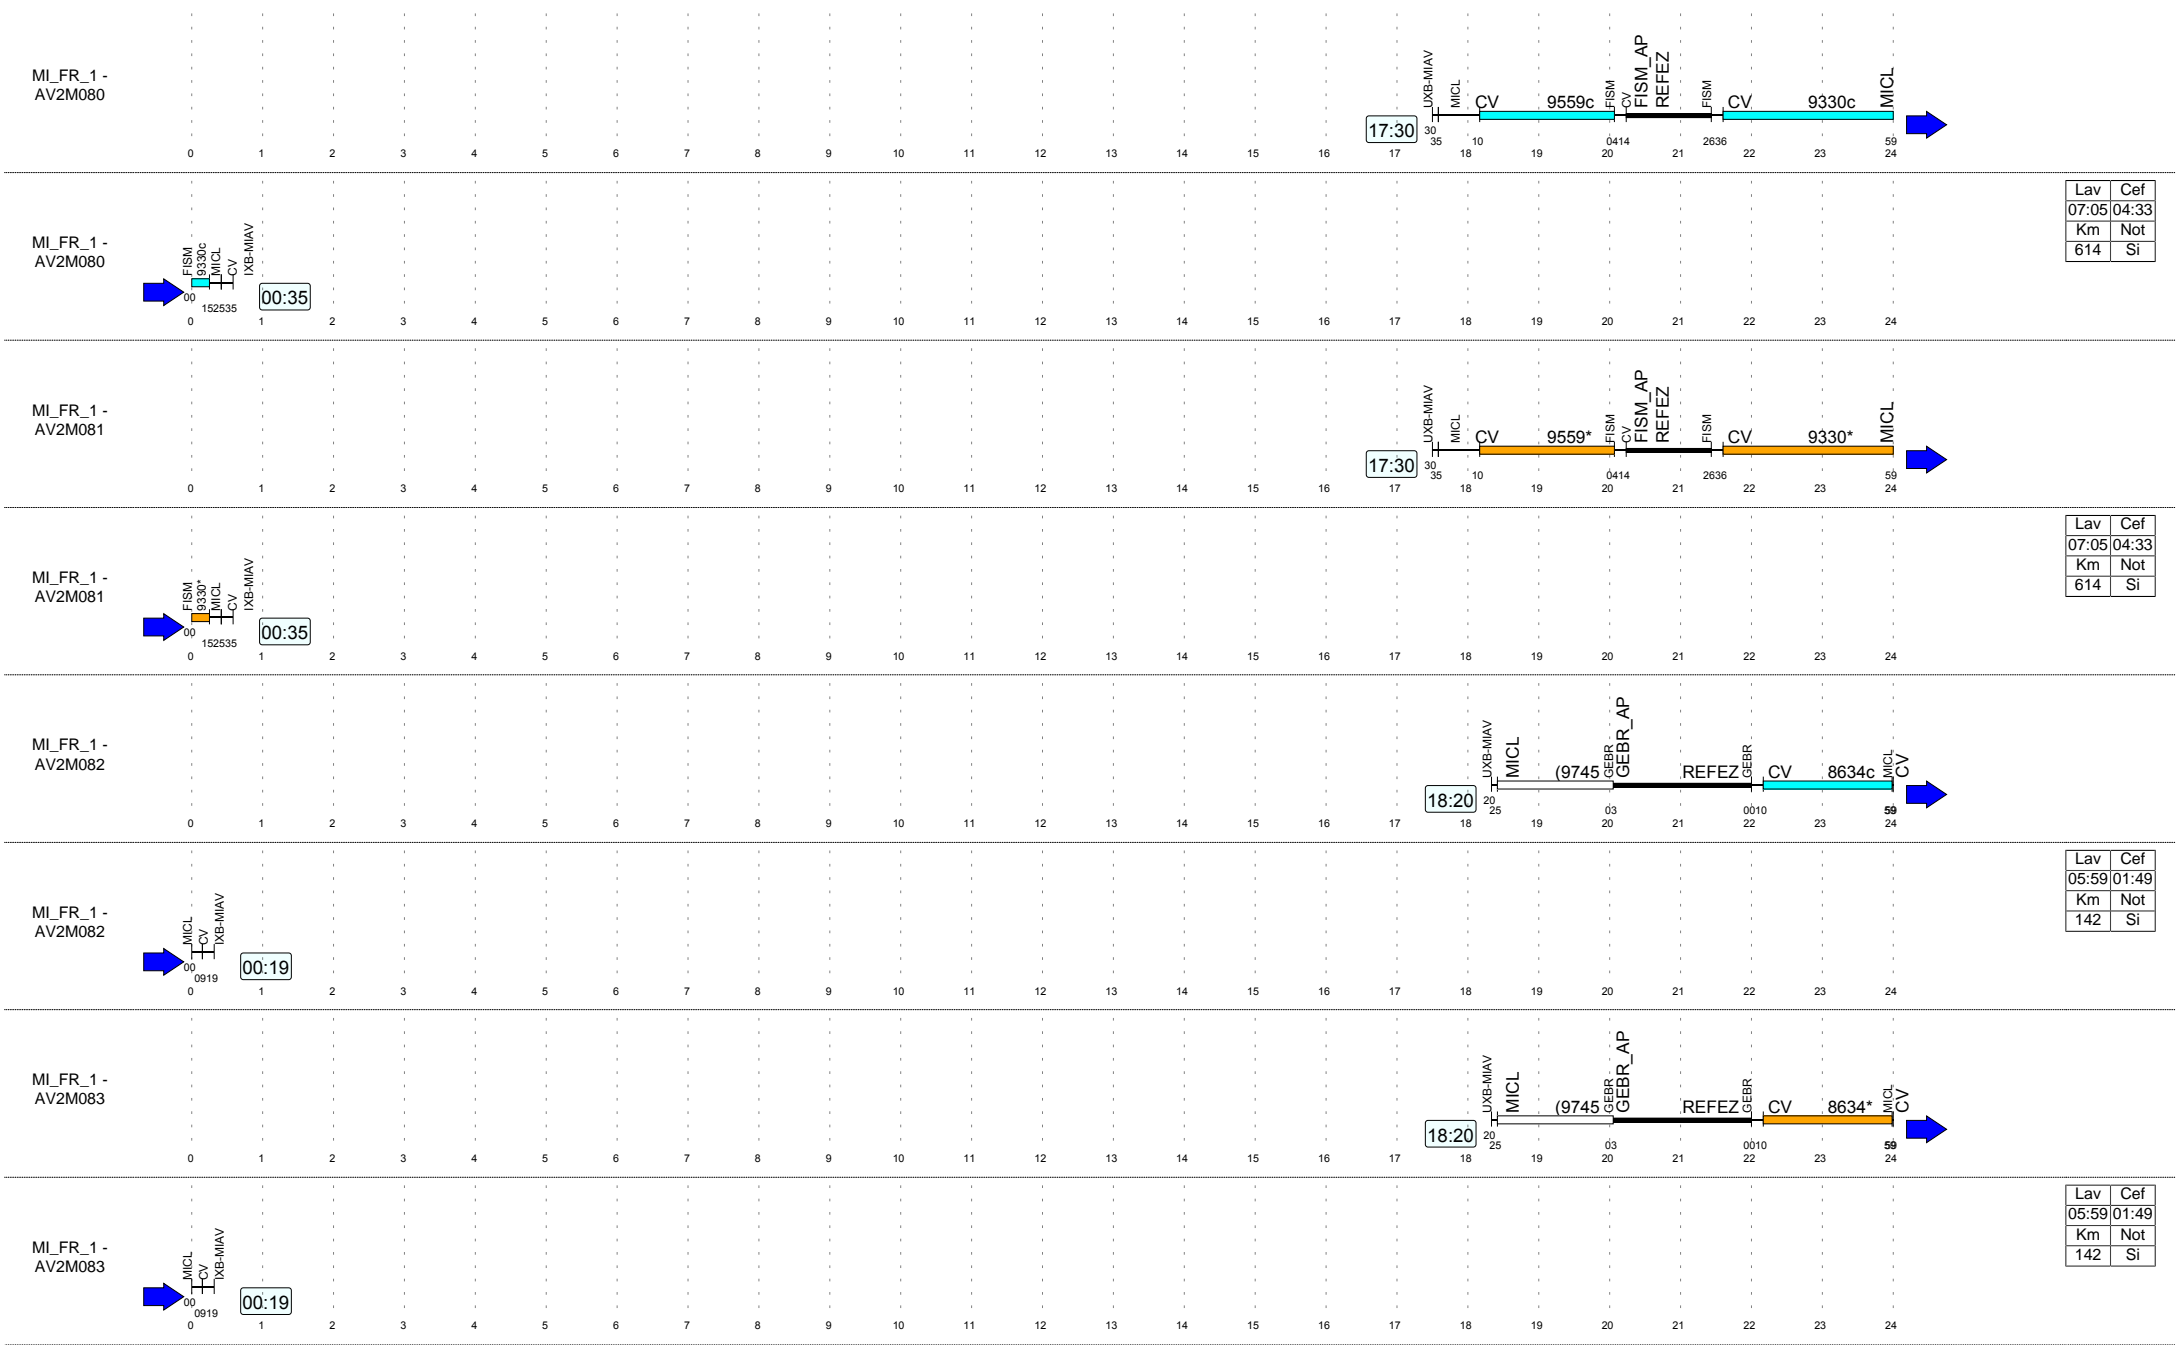 MI_FR_1 -
AV2M080
UXB-MIAV MICL CV 9559c FISM CV FISM_AP REFEZ FISM CV 9330c MICL
17:30 30 35 10 0414 2636 59
0 1 2 3 4 5 6 7 8 9 10 11 12 13 14 15 16 17 18 19 20 21 22 23 24
MI_FR_1 -
AV2M080
FISM 9330c MICL CV IXB-MIAV
00 152535 00:35
0 1 2 3 4 5 6 7 8 9 10 11 12 13 14 15 16 17 18 19 20 21 22 23 24
Lav Cef
07:05 04:33
Km Not
614 Si
MI_FR_1 -
AV2M081
UXB-MIAV MICL CV 9559* FISM CV FISM_AP REFEZ FISM CV 9330* MICL
17:30 30 35 10 0414 2636 59
0 1 2 3 4 5 6 7 8 9 10 11 12 13 14 15 16 17 18 19 20 21 22 23 24
MI_FR_1 -
AV2M081
FISM 9330* MICL CV IXB-MIAV
00 152535 00:35
0 1 2 3 4 5 6 7 8 9 10 11 12 13 14 15 16 17 18 19 20 21 22 23 24
Lav Cef
07:05 04:33
Km Not
614 Si
MI_FR_1 -
AV2M082
UXB-MIAV MICL (9745 GEBR GEBR_AP REFEZ GEBR CV 8634c MICL CV
18:20 20 25 03 0010 59
0 1 2 3 4 5 6 7 8 9 10 11 12 13 14 15 16 17 18 19 20 21 22 23 24
MI_FR_1 -
AV2M082
MICL CV IXB-MIAV
00 0919 00:19
0 1 2 3 4 5 6 7 8 9 10 11 12 13 14 15 16 17 18 19 20 21 22 23 24
Lav Cef
05:59 01:49
Km Not
142 Si
MI_FR_1 -
AV2M083
UXB-MIAV MICL (9745 GEBR GEBR_AP REFEZ GEBR CV 8634* MICL CV
18:20 20 25 03 0010 59
0 1 2 3 4 5 6 7 8 9 10 11 12 13 14 15 16 17 18 19 20 21 22 23 24
MI_FR_1 -
AV2M083
MICL CV IXB-MIAV
00 0919 00:19
0 1 2 3 4 5 6 7 8 9 10 11 12 13 14 15 16 17 18 19 20 21 22 23 24
Lav Cef
05:59 01:49
Km Not
142 Si